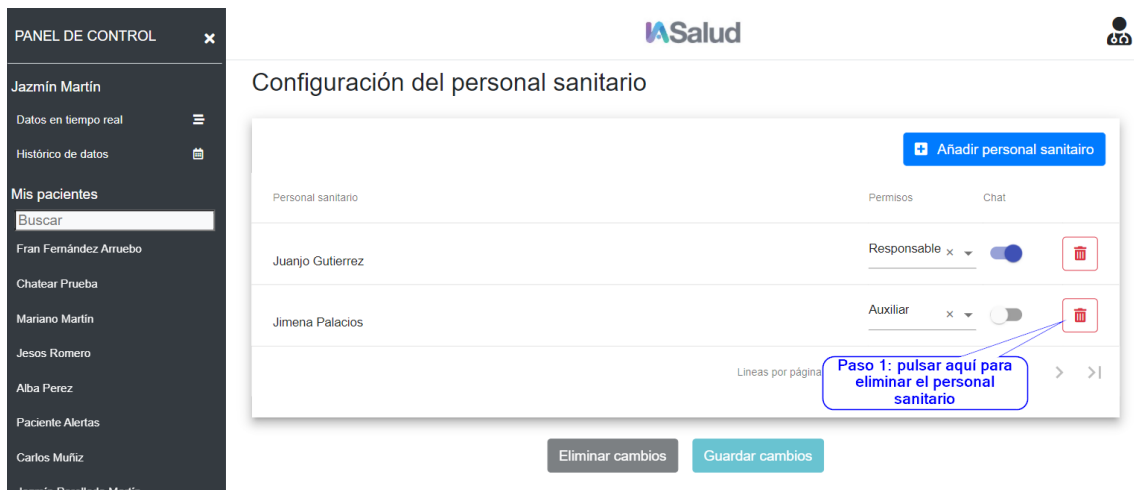 PANEL DE CONTROL ×
IASalud
Jazmín Martín
Configuración del personal sanitario
Datos en tiempo real
Histórico de datos
Añadir personal sanitairo
Mis pacientes
Buscar
Personal sanitario Permisos Chat
Fran Fernández Arruebo
Juanjo Gutierrez Responsable ×
Chatear Prueba
Mariano Martín
Jimena Palacios Auxiliar ×
Jesos Romero
Alba Perez
Lineas por página
Paso 1: pulsar aquí para
eliminar el personal
sanitario
Paciente Alertas
Carlos Muñiz
Eliminar cambios Guardar cambios